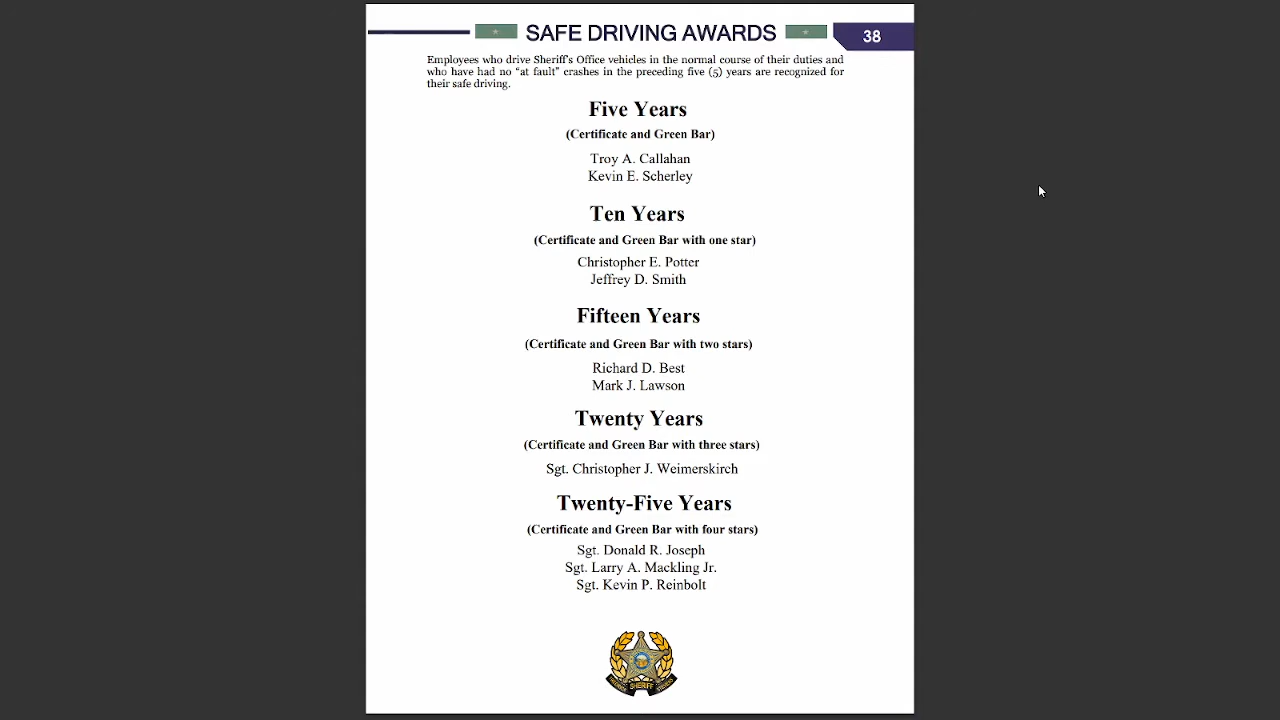 SAFE DRIVING AWARDS
38
Employees who drive Sheriff's Office vehicles in the normal course of their duties and
who have had no "at fault" crashes in the preceding five (5) years are recognized for
their safe driving.
Five Years
(Certificate and Green Bar)
Troy A. Callahan
Kevin E. Scherley
Ten Years
(Certificate and Green Bar with one star)
Christopher E. Potter
Jeffrey D. Smith
Fifteen Years
(Certificate and Green Bar with two stars)
Richard D. Best
Mark J. Lawson
Twenty Years
(Certificate and Green Bar with three stars)
Sgt. Christopher J. Weimerskirch
Twenty-Five Years
(Certificate and Green Bar with four stars)
Sgt. Donald R. Joseph
Sgt. Larry A. Mackling Jr.
Sgt. Kevin P. Reinbolt
SHERIFF